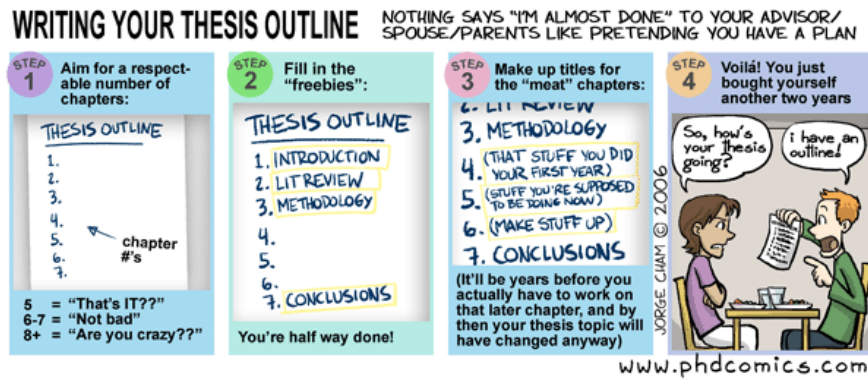 WRITING YOUR THESIS OUTLINE
NOTHING SAYS "I'M ALMOST DONE" TO YOUR ADVISOR/
SPOUSE/PARENTS LIKE PRETENDING YOU HAVE A PLAN
STEP
1
Aim for a respect-
able number of
chapters:
THESIS OUTLINE
1.
2.
3.
4.
5.
6.
7.
chapter
#'s
5 = "That's IT??"
6-7 = "Not bad"
8+ = "Are you crazy??"
STEP
2
Fill in the
"freebies":
THESIS OUTLINE
1. INTRODUCTION
2. LIT REVIEW
3. METHODOLOGY
4.
5.
6.
7. CONCLUSIONS
You're half way done!
STEP
3
Make up titles for
the "meat" chapters:
2. LIT REVIEW
3. METHODOLOGY
4. (THAT STUFF YOU DID
YOUR FIRST YEAR)
5. (STUFF YOU'RE SUPPOSED
TO BE DOING NOW)
6. (MAKE STUFF UP)
7. CONCLUSIONS
(It'll be years before you
actually have to work on
that later chapter, and by
then your thesis topic will
have changed anyway)
JORGE CHAM © 2006
STEP
4
Voilá! You just
bought yourself
another two years
So, how's
your thesis
going?
i have an
outline!
www.phdcomics.com